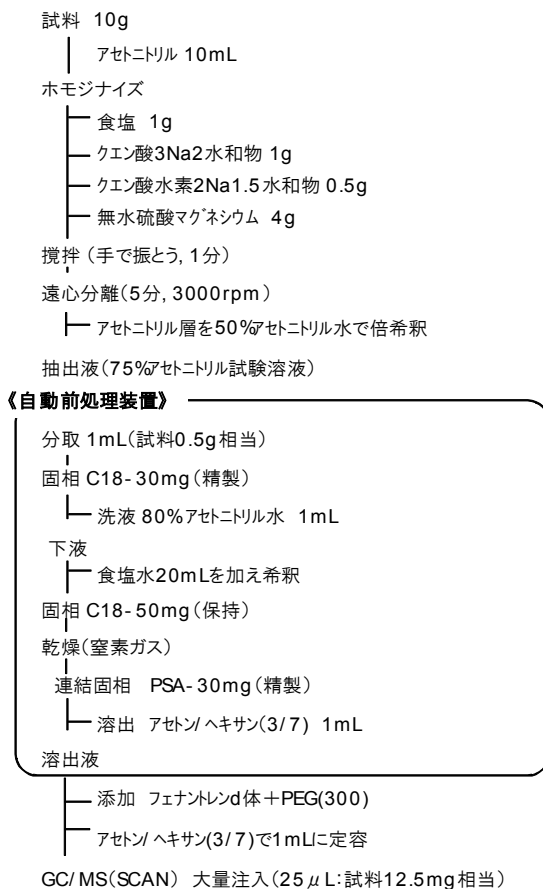 試料 10g
アセトニトリル 10mL
ホモジナイズ
食塩 1g
クエン酸3Na2水和物 1g
クエン酸水素2Na1.5水和物 0.5g
無水硫酸マグネシウム 4g
撹拌（手で振とう, 1分）
遠心分離(5分, 3000rpm）
アセトニトリル層を50%アセトニトリル水で倍希釈
抽出液（75%アセトニトリル試験溶液）
《自動前処理装置》
分取 1mL（試料0.5g相当）
固相 C18-30mg（精製）
洗液 80%アセトニトリル水 1mL
下液
食塩水20mLを加え希釈
固相 C18-50mg（保持）
乾燥（窒素ガス）
連結固相 PSA-30mg（精製）
溶出 アセトン/ヘキサン(3/7) 1mL
溶出液
添加 フェナントレンd体＋PEG(300)
アセトン/ヘキサン(3/7)で1mLに定容
GC/MS(SCAN) 大量注入（25μL:試料12.5mg相当）